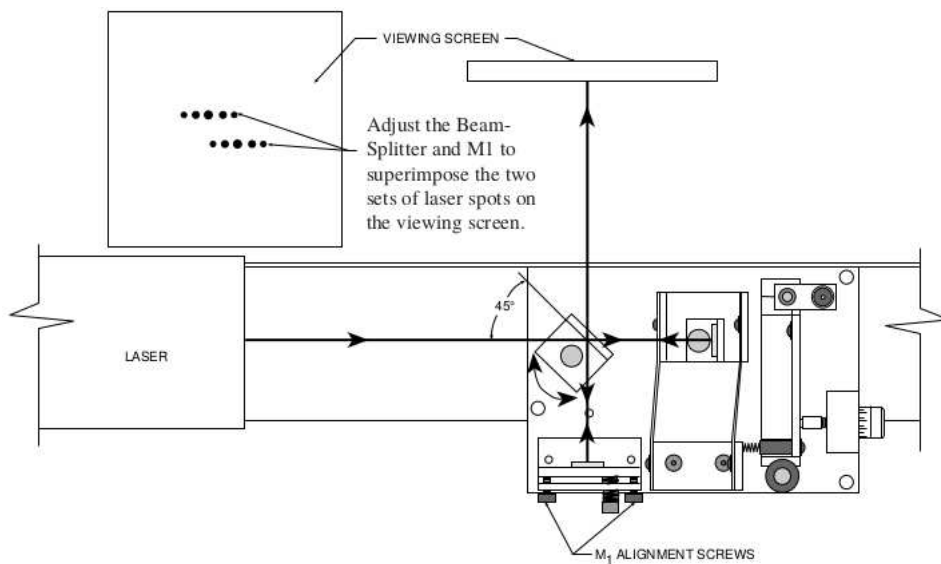 VIEWING SCREEN
Adjust the Beam-
Splitter and M1 to
superimpose the two
sets of laser spots on
the viewing screen.
45°
LASER
M₁ ALIGNMENT SCREWS